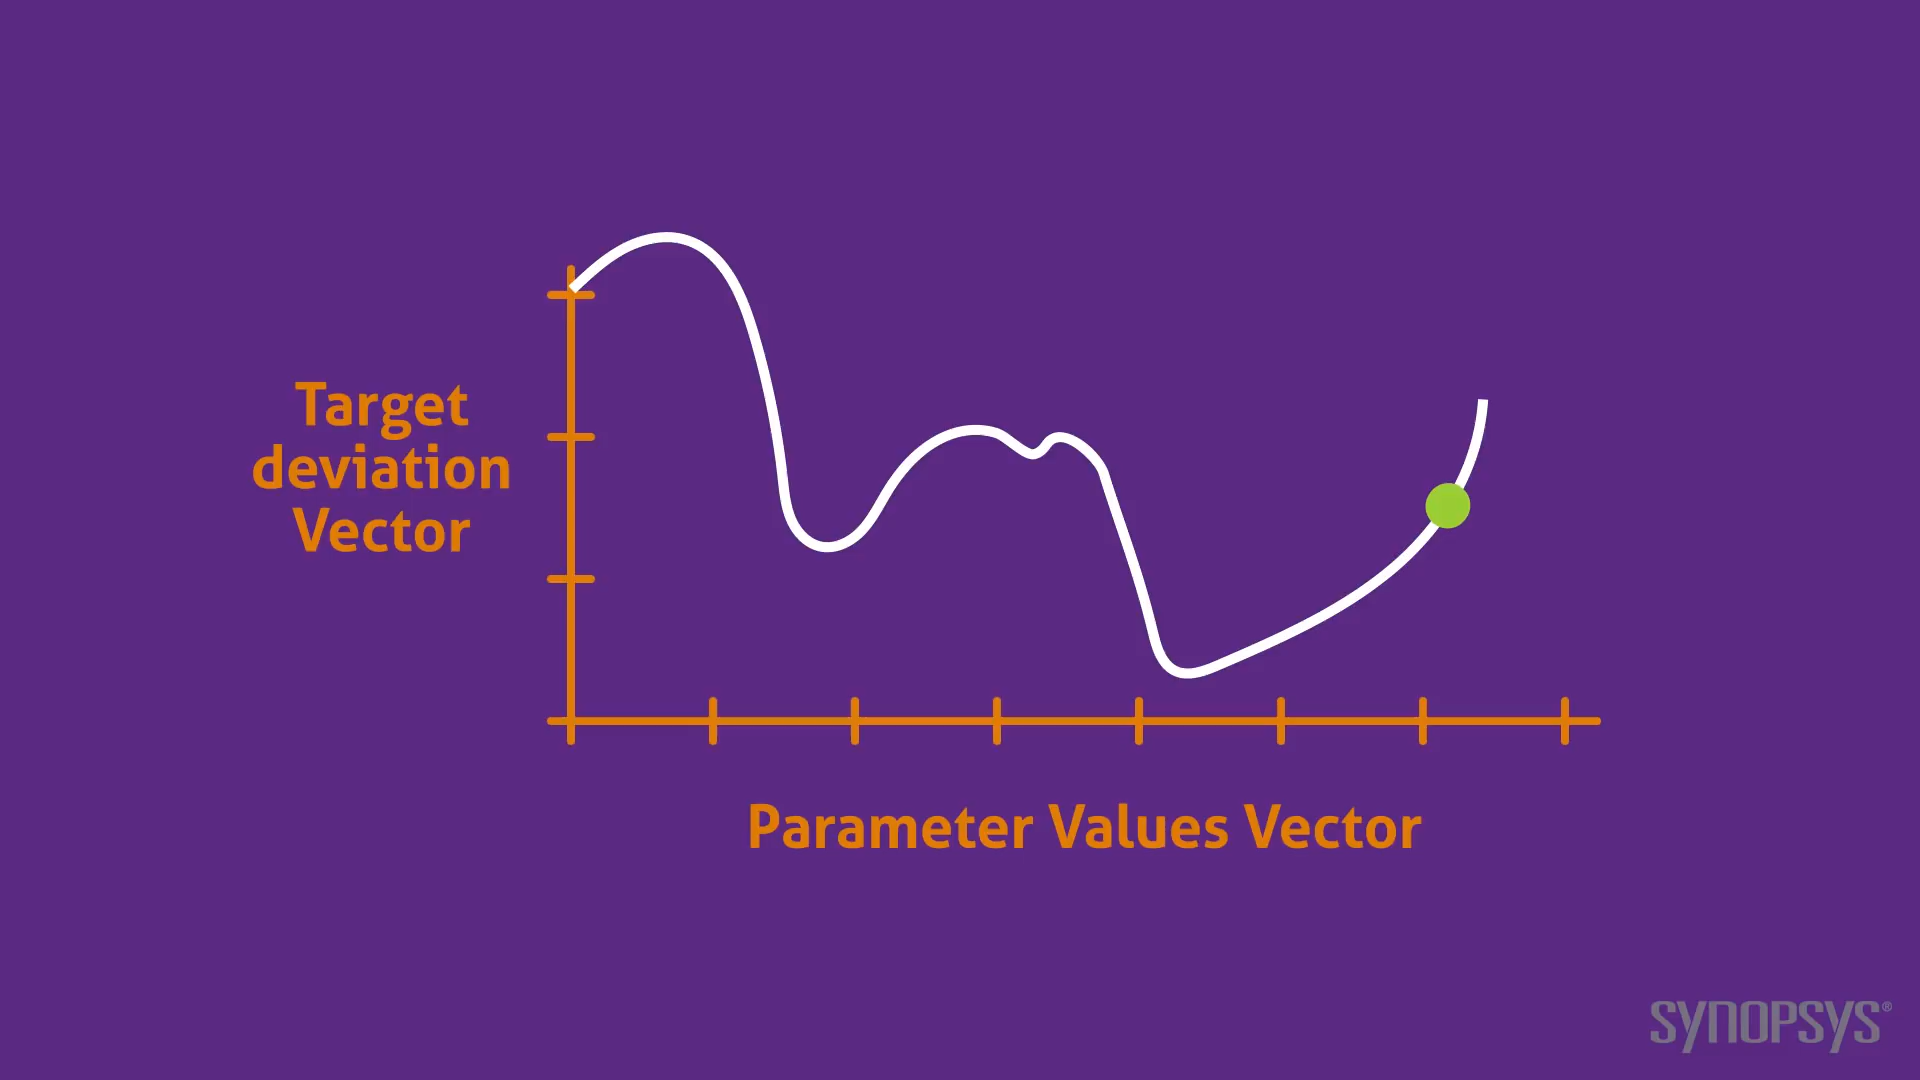 Target
deviation
Vector
Parameter Values Vector
SYNOPSYS®